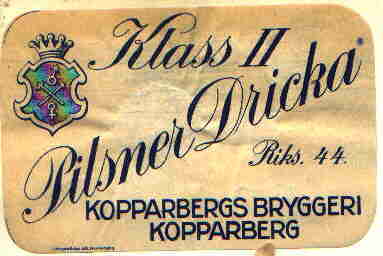 Klass II
Pilsner Dricka
Riks. 44.
KOPPARBERGS BRYGGERI
KOPPARBERG